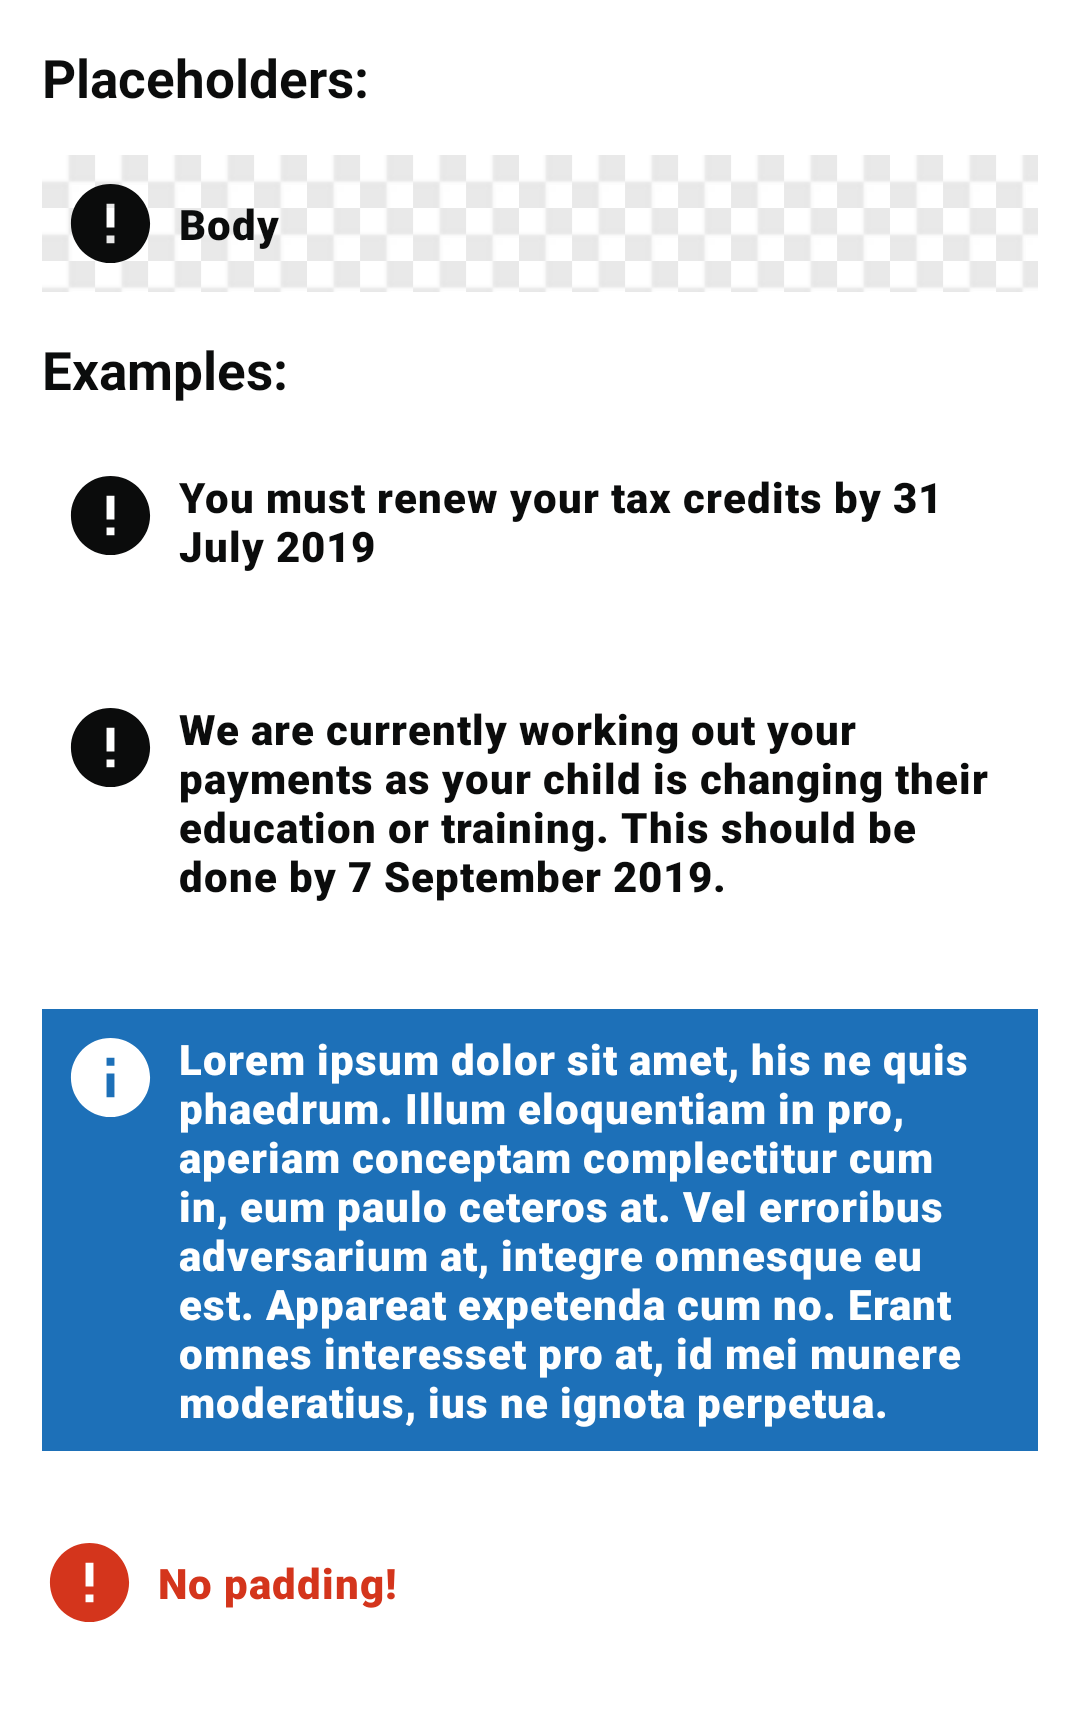 Placeholders:
Body
Examples:
You must renew your tax credits by 31
July 2019
We are currently working out your
payments as your child is changing their
education or training. This should be
done by 7 September 2019.
Lorem ipsum dolor sit amet, his ne quis
phaedrum. Illum eloquentiam in pro,
aperiam conceptam complectitur cum
in, eum paulo ceteros at. Vel erroribus
adversarium at, integre omnesque eu
est. Appareat expetenda cum no. Erant
omnes interesset pro at, id mei munere
moderatius, ius ne ignota perpetua.
No padding!